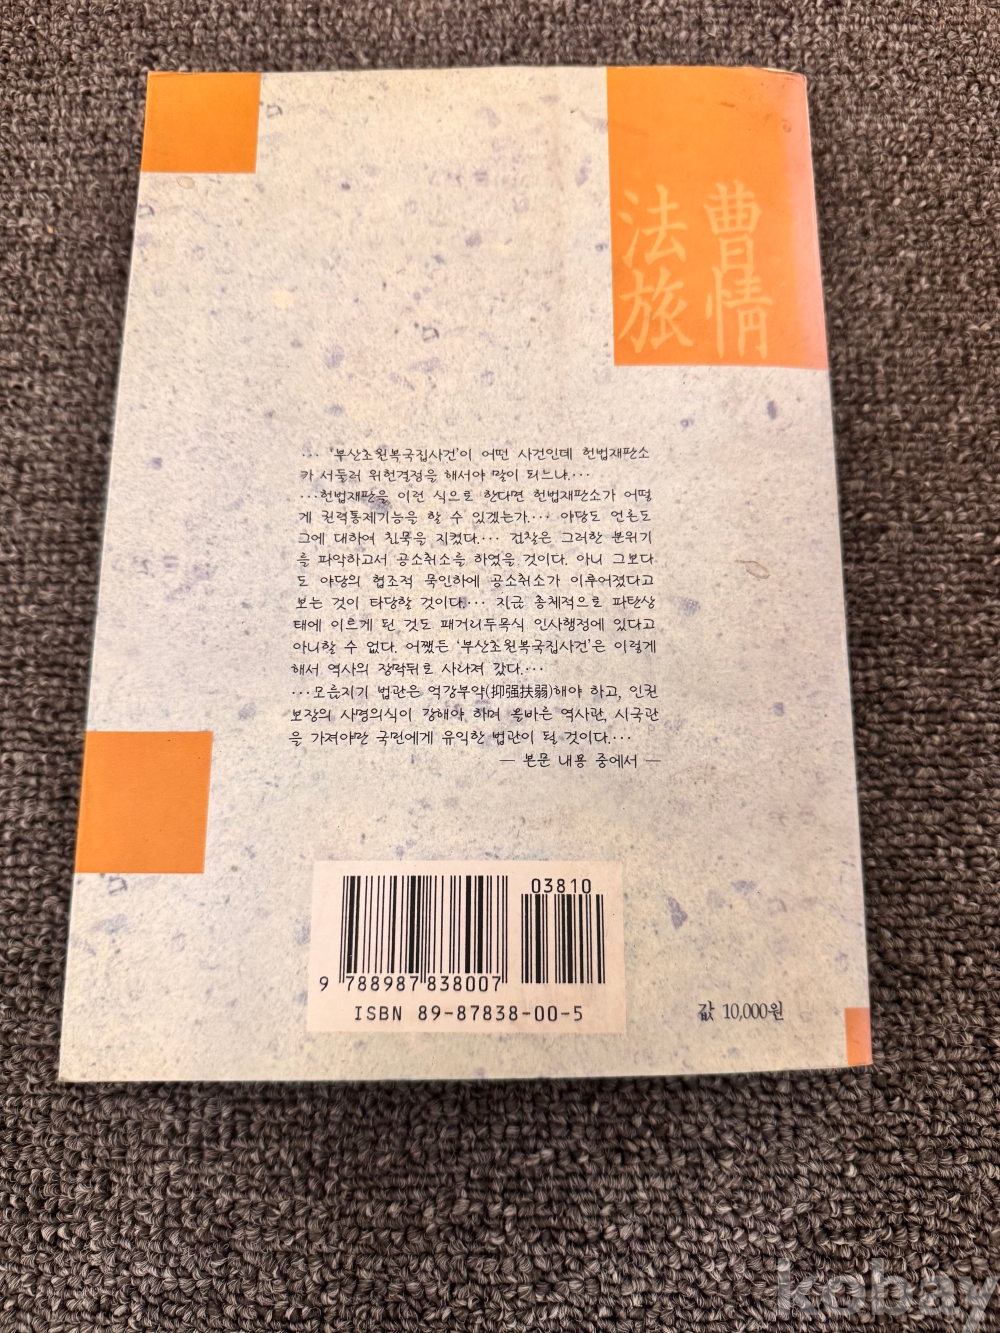 法曹
旅情
··· '부산초원복국집사건'이 어떤 사건인데 헌법재판소
가 서둘러 위헌결정을 해서야 말이 되느냐.···
···헌법재판을 이런 식으로 한다면 헌법재판소가 어떻
게 권력통제기능을 할 수 있겠는가.··· 야당도 언론도
그에 대하여 침묵을 지켰다.··· 검찰은 그러한 분위기
를 파악하고서 공소취소를 하였을 것이다. 아니 그보다
도 야당의 협조적 묵인하에 공소취소가 이루어졌다고
보는 것이 타당할 것이다.··· 지금 총체적으로 파탄상
태에 이르게 된 것도 패거리두목식 인사행정에 있다고
아니할 수 없다. 어쨌든 '부산초원복국집사건'은 이렇게
해서 역사의 장막뒤로 사라져 갔다.···
···모름지기 법관은 억강부약(抑强扶弱)해야 하고, 인권
보장의 사명의식이 강해야 하며 올바른 역사관, 시국관
을 가져야만 국민에게 유익한 법관이 될 것이다.···
— 본문 내용 중에서 —
03810
9 788987 838007
ISBN 89-87838-00-5
값 10,000원
kobay